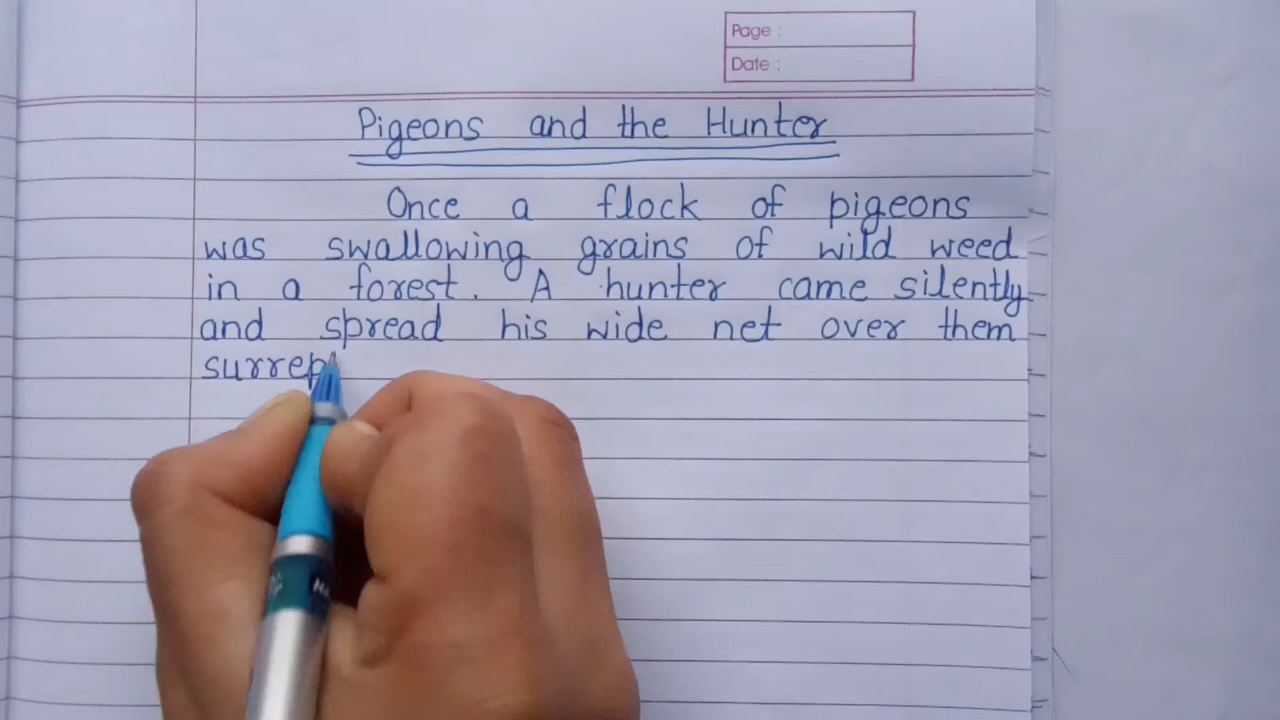 Page :
Date :
Pigeons and the Hunter
Once a flock of pigeons
was swallowing grains of wild weed
in a forest. A hunter came silently
and spread his wide net over them
surrep